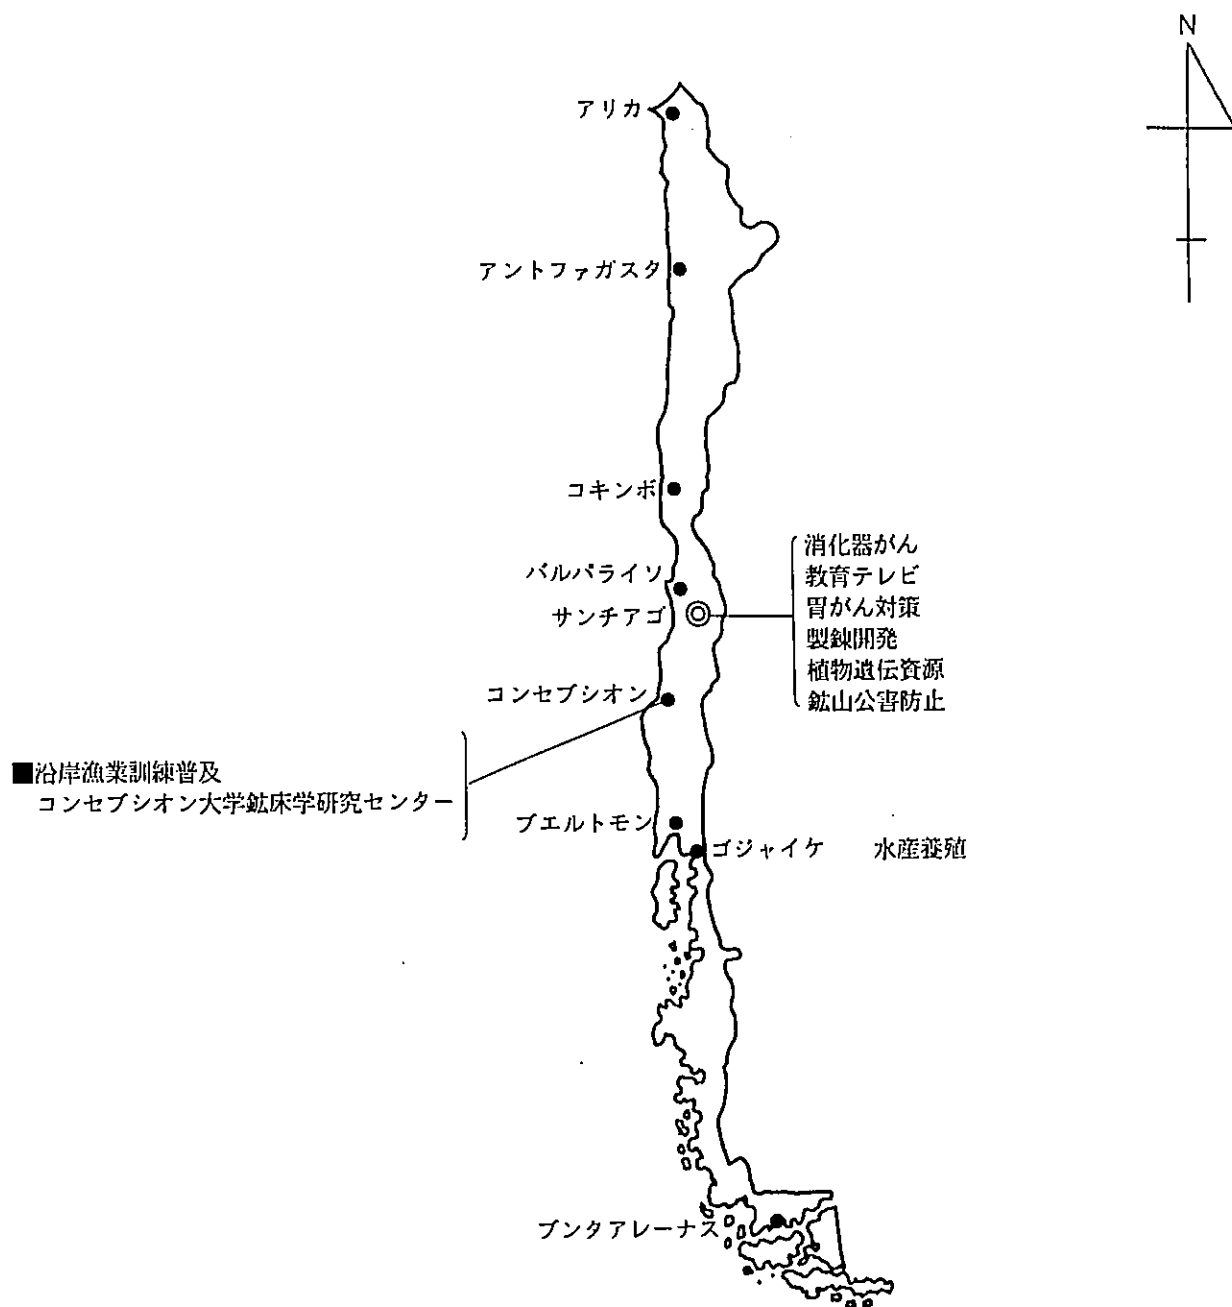 N
アリカ
アントファガスタ
コキンボ
バルパライソ
サンチアゴ
消化器がん
教育テレビ
胃がん対策
製錬開発
植物遺伝資源
鉱山公害防止
コンセプシオン
■沿岸漁業訓練普及
コンセプシオン大学鉱床学研究センター
プエルトモン
ゴジャイケ 水産養殖
プンタアレーナス